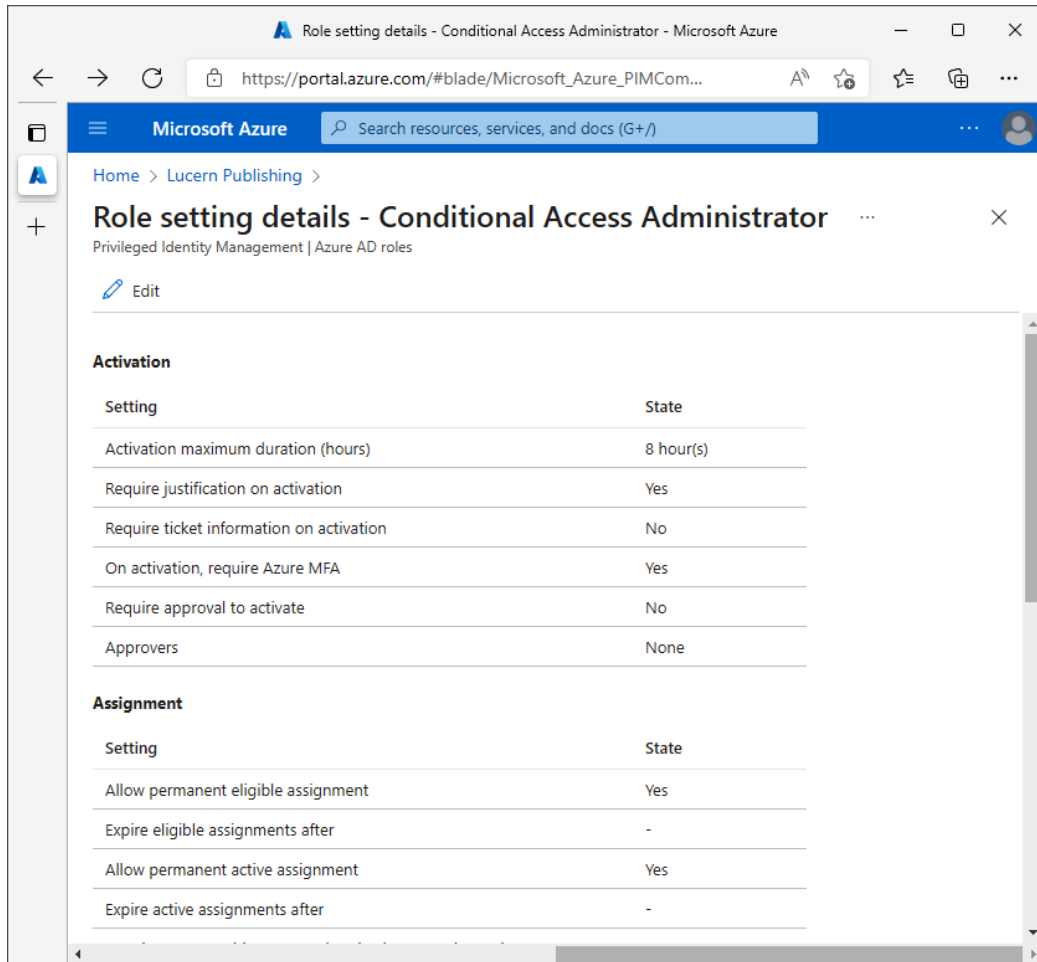 Role setting details - Conditional Access Administrator - Microsoft Azure
https://portal.azure.com/#blade/Microsoft_Azure_PIMCom...
Microsoft Azure
Search resources, services, and docs (G+/)
Home > Lucern Publishing >
Role setting details - Conditional Access Administrator
Privileged Identity Management | Azure AD roles
Edit
Activation
Setting State
Activation maximum duration (hours) 8 hour(s)
Require justification on activation Yes
Require ticket information on activation No
On activation, require Azure MFA Yes
Require approval to activate No
Approvers None
Assignment
Setting State
Allow permanent eligible assignment Yes
Expire eligible assignments after -
Allow permanent active assignment Yes
Expire active assignments after -